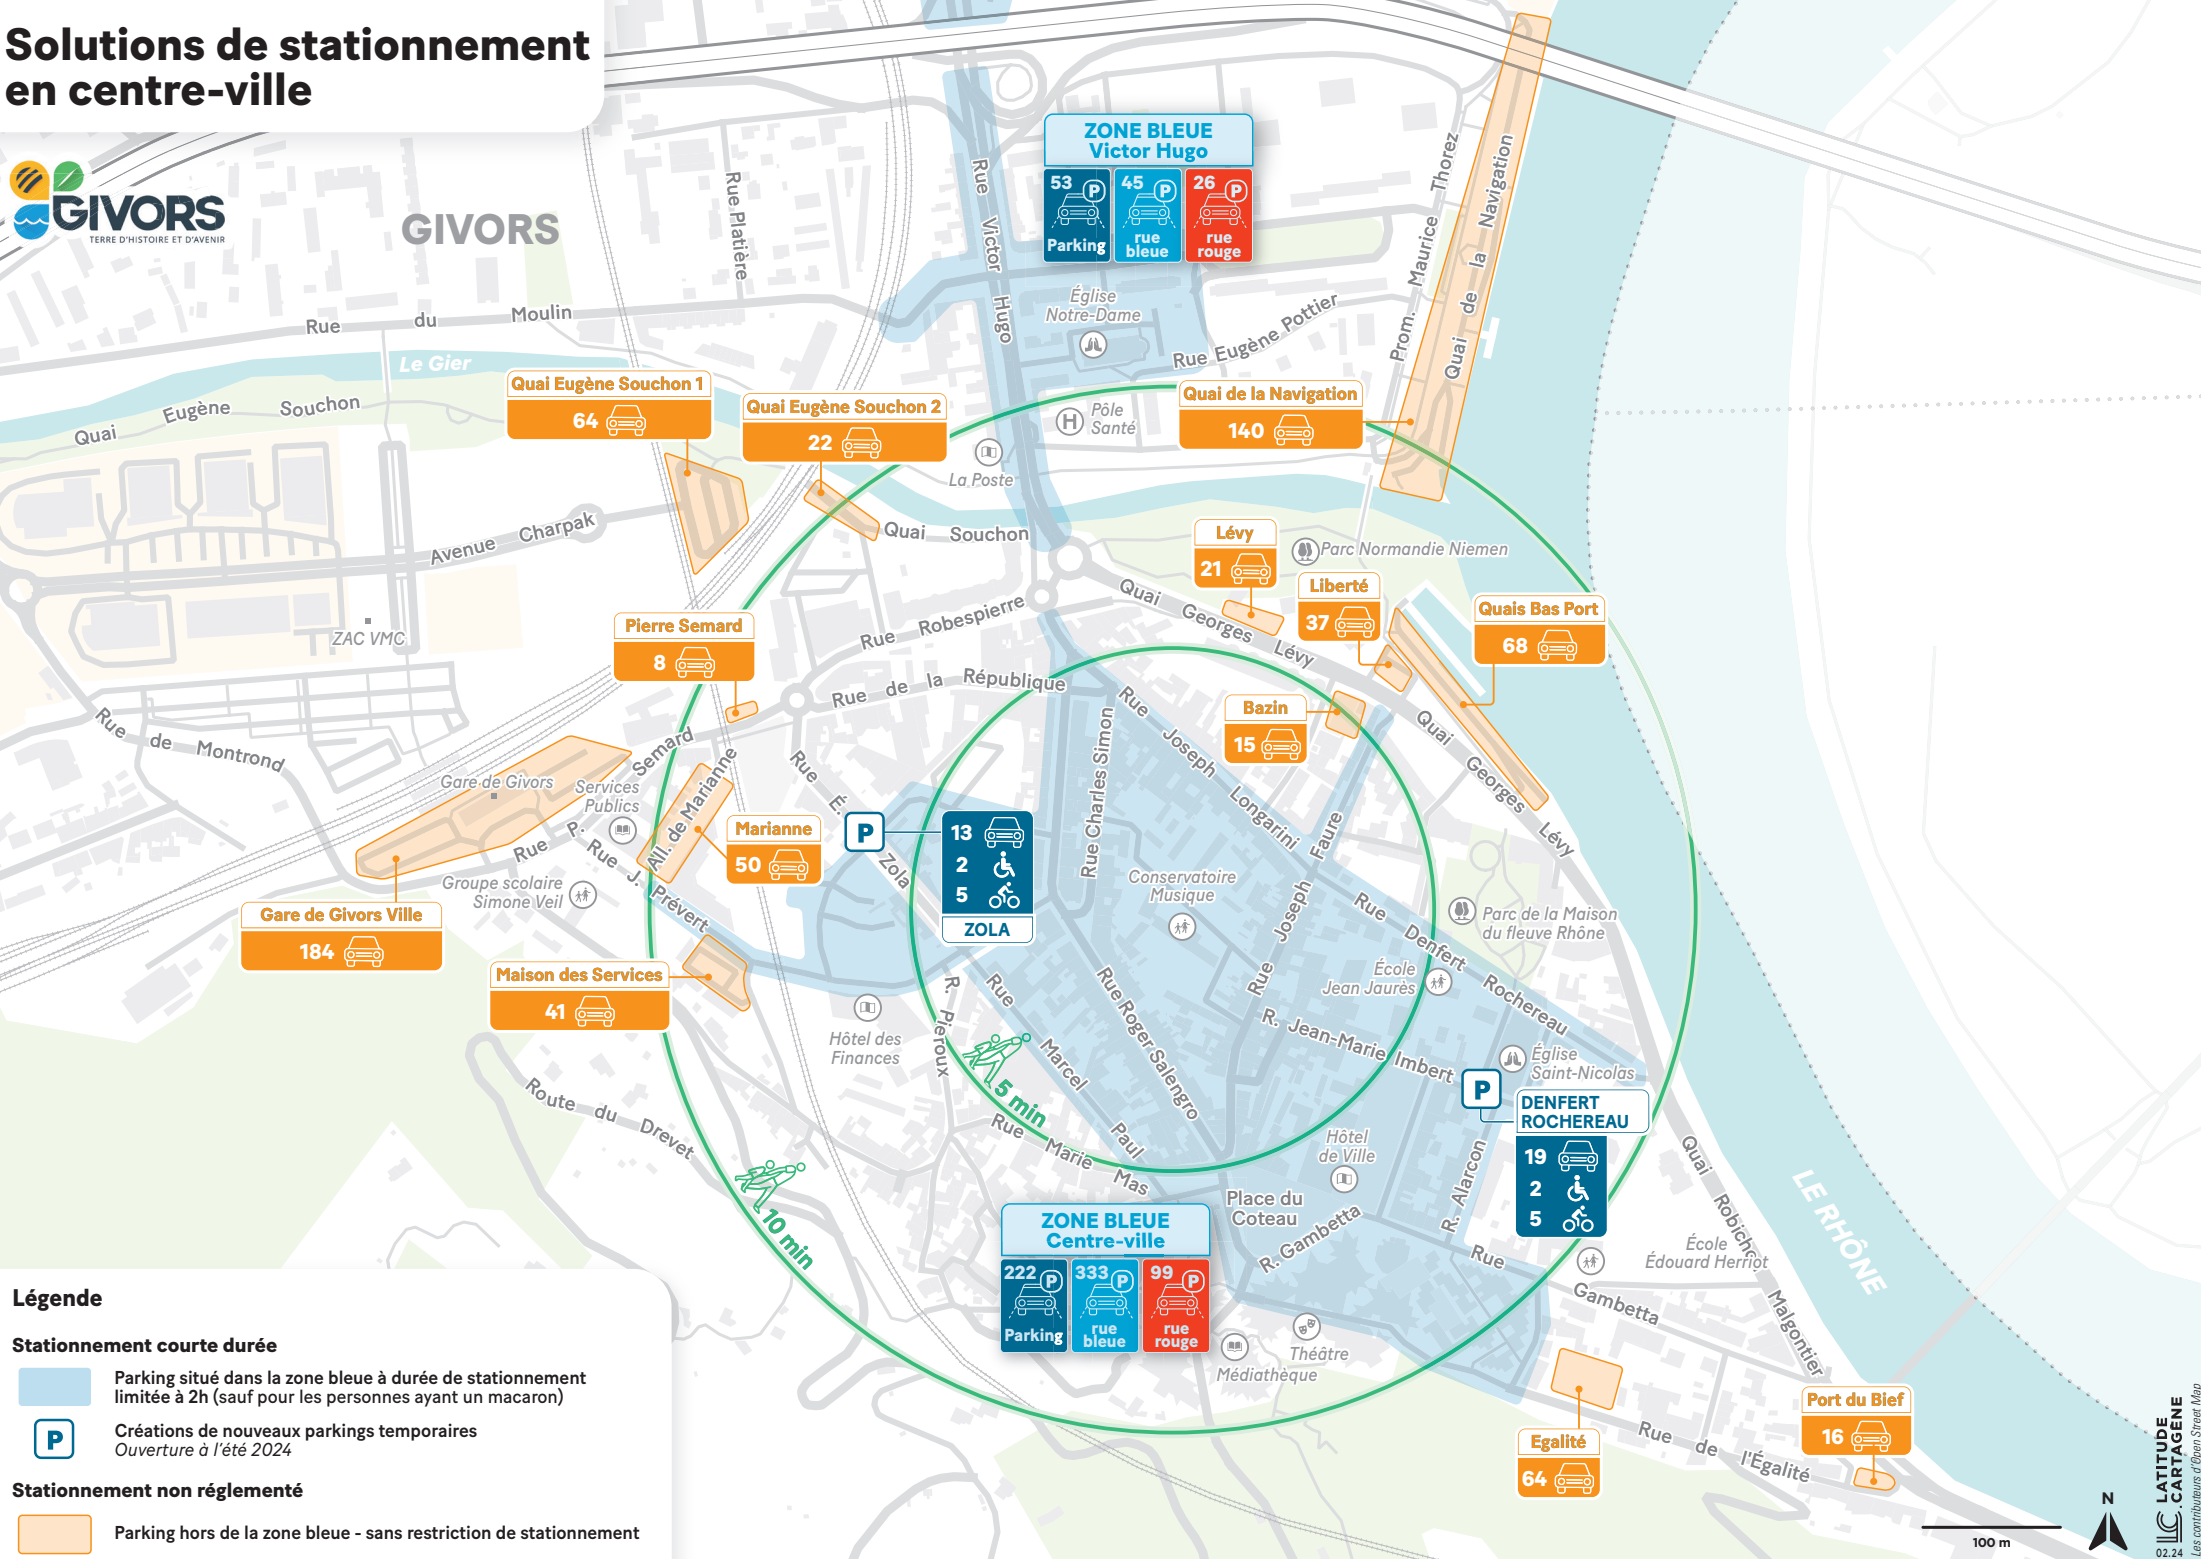 Solutions de stationnement
en centre-ville
GIVORS
TERRE D'HISTOIRE ET D'AVENIR
GIVORS
ZONE BLEUE
Victor Hugo
53 P
Parking
45 P
rue
bleue
26 P
rue
rouge
Rue Victor Hugo
Rue Platière
Prom. Maurice Thorez
Quai de la Navigation
Église
Notre-Dame
Rue Eugène Pottier
Rue du Moulin
Le Gier
Quai Eugène Souchon
Quai Eugène Souchon 1
64
Quai Eugène Souchon 2
22
Quai de la Navigation
140
H
Pôle
Santé
La Poste
Quai Souchon
Avenue Charpak
ZAC VMC
Lévy
21
Parc Normandie Niemen
Liberté
37
Quais Bas Port
68
Quai Georges Lévy
Rue Robespierre
Rue de la République
Pierre Semard
8
Bazin
15
Rue de Montrond
Gare de Givors
Services
Publics
Rue P. Semard
All. de Marianne
Marianne
50
Rue J. Prévert
Groupe scolaire
Simone Veil
Gare de Givors Ville
184
Maison des Services
41
Rue É. Zola
P
13
2
5
ZOLA
Rue Charles Simon
Rue Joseph Longarini
Rue Joseph Faure
Quai Georges Lévy
Conservatoire
Musique
Rue Denfert Rochereau
Parc de la Maison
du fleuve Rhône
École
Jean Jaurès
R. Jean-Marie Imbert
Église
Saint-Nicolas
P
DENFERT
ROCHEREAU
19
2
5
Hôtel des
Finances
R. Pieroux
Rue Marcel Paul
Rue Roger Salengro
5 min
Rue Marie Mas
Route du Drevet
10 min
Hôtel
de Ville
Place du
Coteau
R. Gambetta
R. Alarcon
Rue Gambetta
École
Édouard Herriot
Quai Robichon Malgontier
LE RHÔNE
ZONE BLEUE
Centre-ville
222 P
Parking
333 P
rue
bleue
99 P
rue
rouge
Médiathèque
Théâtre
Egalité
64
Rue de l'Égalité
Port du Bief
16
Légende
Stationnement courte durée
Parking situé dans la zone bleue à durée de stationnement
limitée à 2h (sauf pour les personnes ayant un macaron)
P
Créations de nouveaux parkings temporaires
Ouverture à l'été 2024
Stationnement non réglementé
Parking hors de la zone bleue - sans restriction de stationnement
100 m
N
02.24
LC
LATITUDE
.CARTAGÈNE
Les contributeurs d'Open Street Map